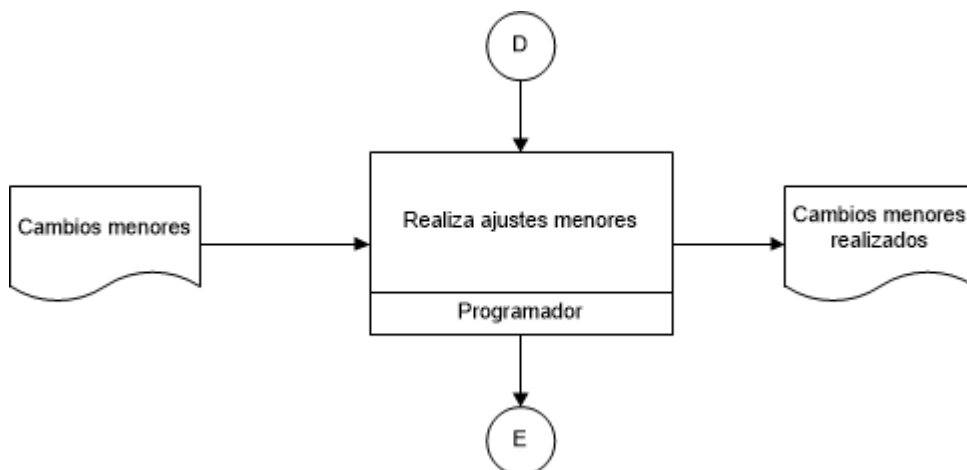 D
Cambios menores
Realiza ajustes menores
Cambios menores
realizados
Programador
E